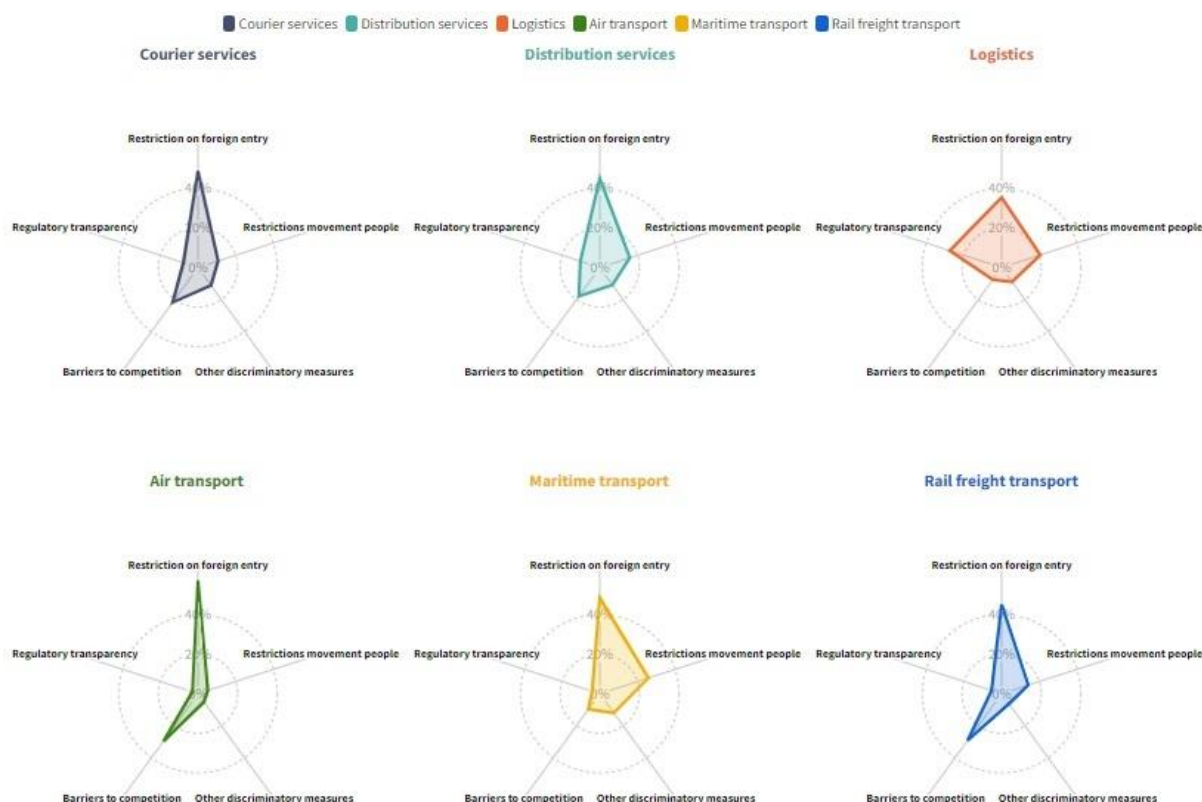 Courier services Distribution services Logistics Air transport Maritime transport Rail freight transport
Courier services
Restriction on foreign entry
40%
Regulatory transparency
Restrictions movement people
20%
0%
Barriers to competition
Other discriminatory measures
Distribution services
Restriction on foreign entry
40%
Regulatory transparency
Restrictions movement people
20%
0%
Barriers to competition
Other discriminatory measures
Logistics
Restriction on foreign entry
40%
Regulatory transparency
Restrictions movement people
20%
0%
Barriers to competition
Other discriminatory measures
Air transport
Restriction on foreign entry
40%
Regulatory transparency
Restrictions movement people
20%
0%
Barriers to competition
Other discriminatory measures
Maritime transport
Restriction on foreign entry
40%
Regulatory transparency
Restrictions movement people
20%
0%
Barriers to competition
Other discriminatory measures
Rail freight transport
Restriction on foreign entry
40%
Regulatory transparency
Restrictions movement people
20%
0%
Barriers to competition
Other discriminatory measures